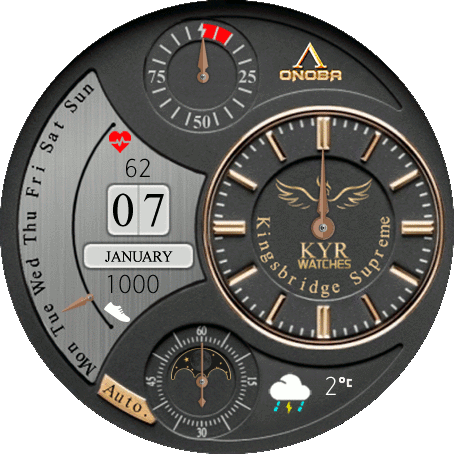 75
25
50
ONOBA
Mon Tue Wed Thu Fri Sat Sun
62
07
JANUARY
1000
KYR
WATCHES
Kingsbridge Supreme
60
45
15
30
Auto.
2°C